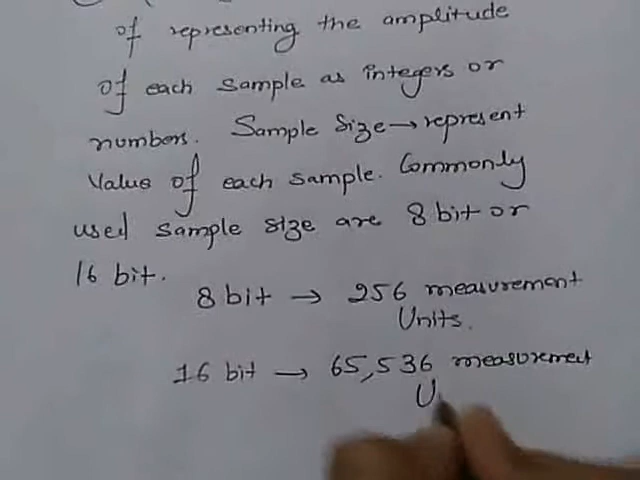 of representing the amplitude
of each sample as integers or
numbers. Sample size → represent
value of each sample. Commonly
used sample size are 8 bit or
16 bit.
8 bit → 256 measurement
Units.
16 bit → 65,536 measurement
U